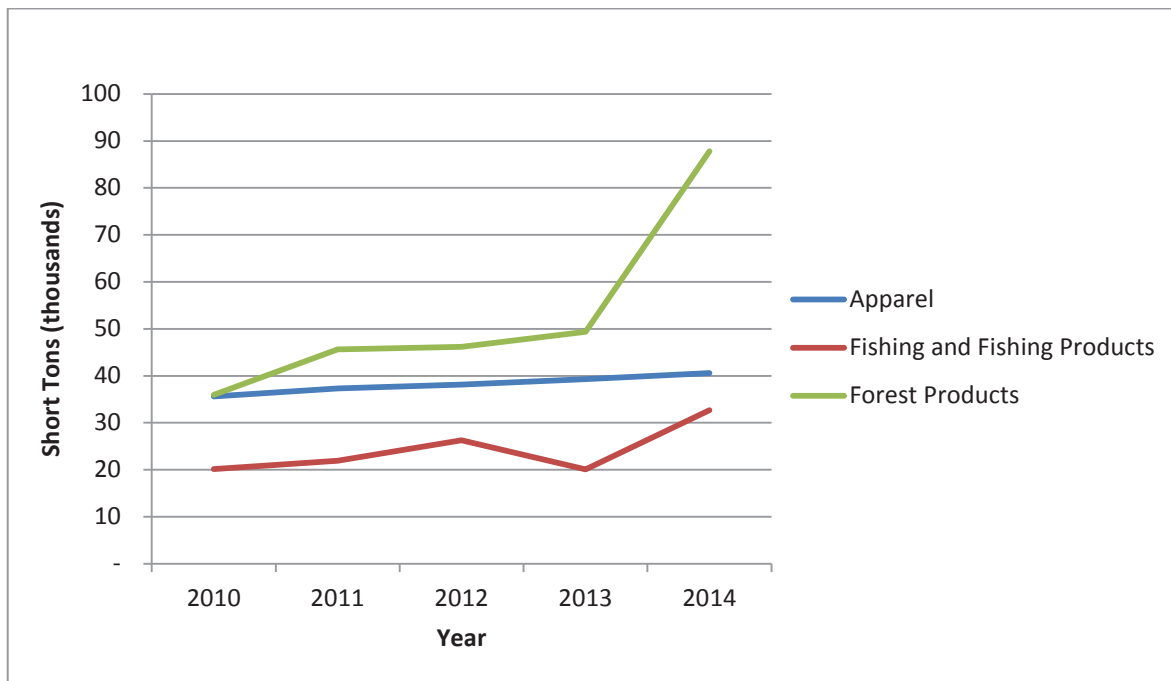 100
90
80
70
60
50
40
30
20
10
-
Short Tons (thousands)
2010 2011 2012 2013 2014
Year
Apparel
Fishing and Fishing Products
Forest Products